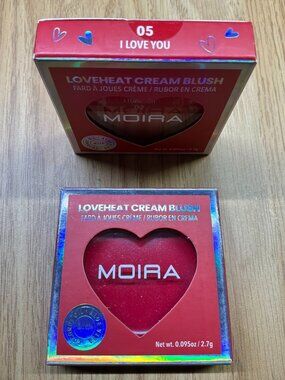 05
I LOVE YOU
LOVEHEAT CREAM BLUSH
FARD À JOUES CRÈME / RUBOR EN CREMA
MOIRA
LOVEHEAT CREAM BLUSH
FARD À JOUES CRÈME / RUBOR EN CREMA
MOIRA
Net wt. 0.095oz / 2.7g